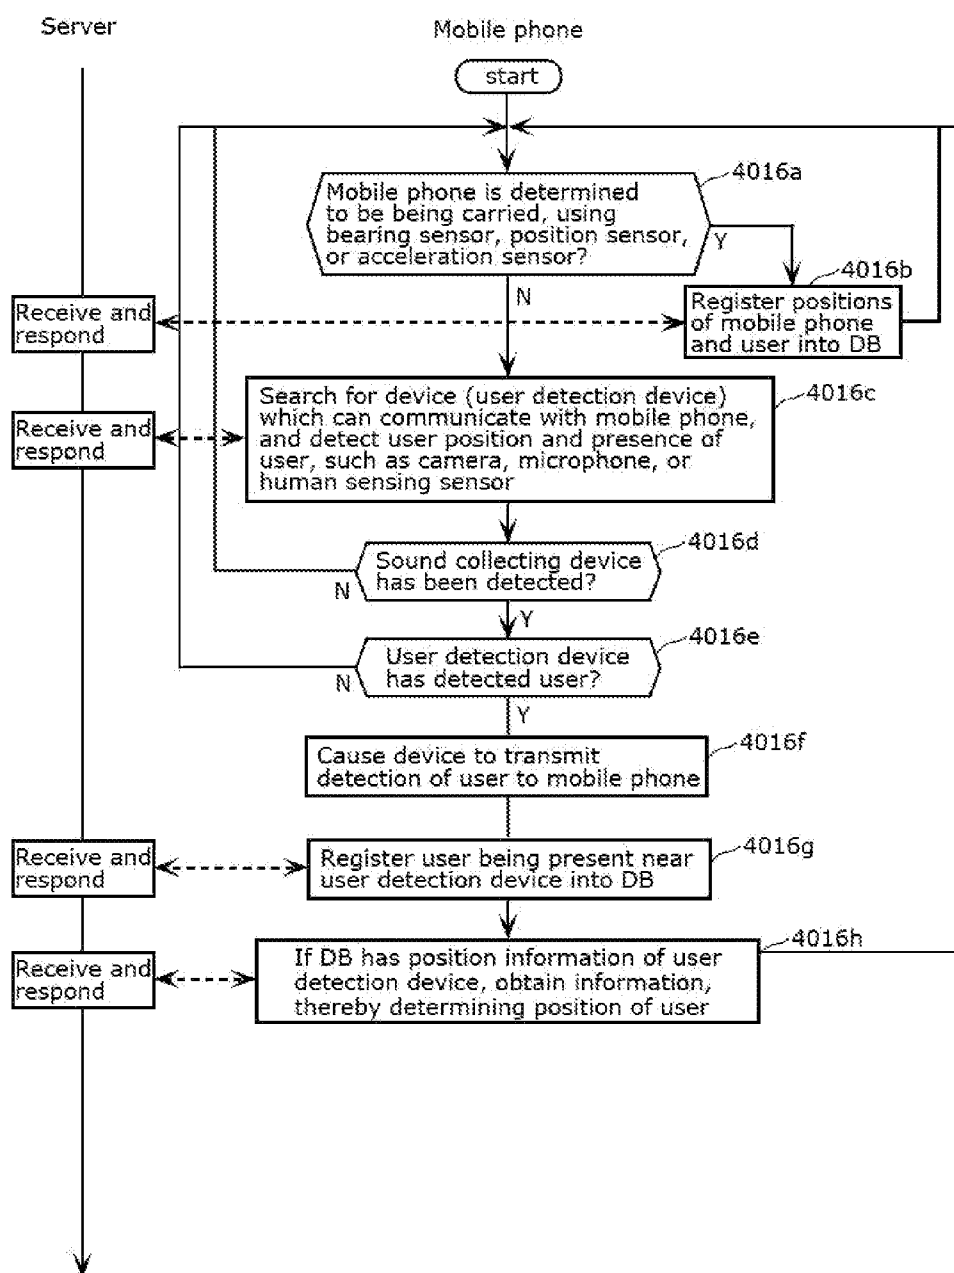 Server
Mobile phone
start
4016a
Mobile phone is determined
to be being carried, using
bearing sensor, position sensor,
or acceleration sensor?
Y
N
4016b
Register positions
of mobile phone
and user into DB
Receive and
respond
4016c
Search for device (user detection device)
which can communicate with mobile phone,
and detect user position and presence of
user, such as camera, microphone, or
human sensing sensor
Receive and
respond
4016d
Sound collecting device
has been detected?
N
Y
4016e
User detection device
has detected user?
N
Y
4016f
Cause device to transmit
detection of user to mobile phone
4016g
Register user being present near
user detection device into DB
Receive and
respond
4016h
If DB has position information of user
detection device, obtain information,
thereby determining position of user
Receive and
respond